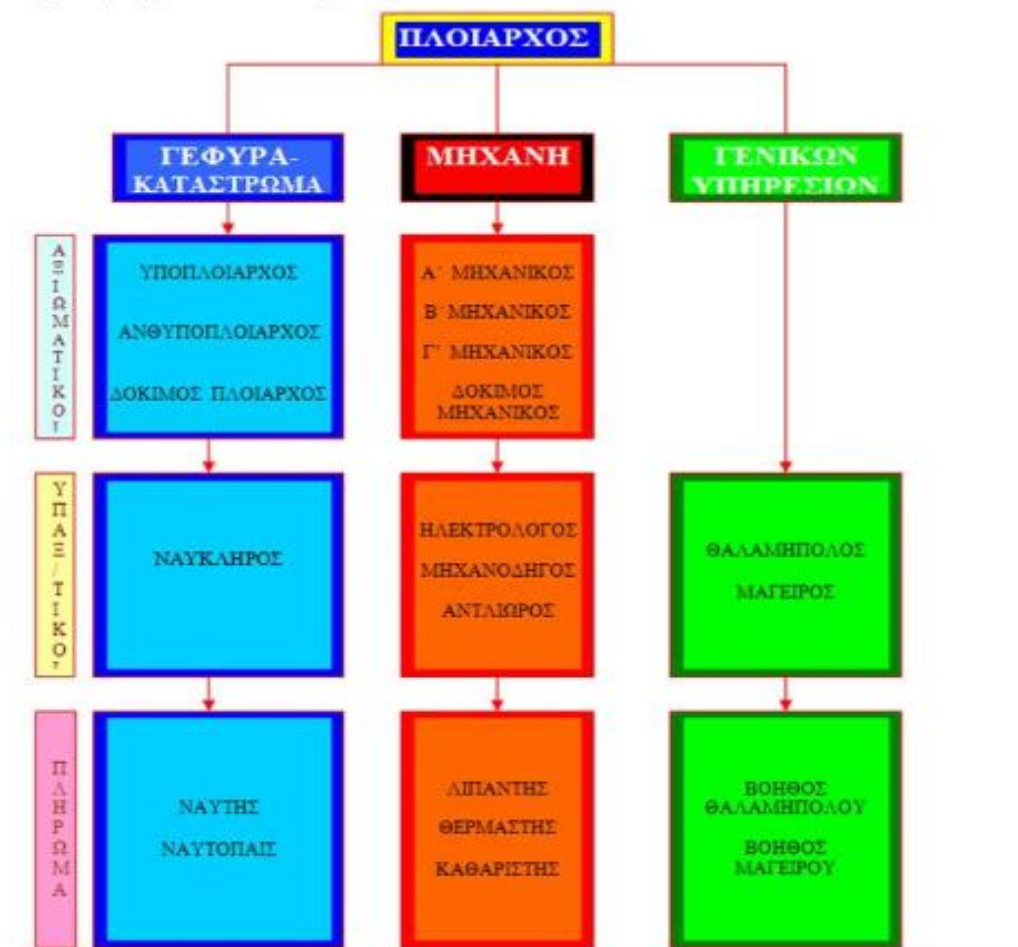 ΠΛΟΙΑΡΧΟΣ
ΓΕΦΥΡΑ-
ΚΑΤΑΣΤΡΩΜΑ
ΜΗΧΑΝΗ
ΓΕΝΙΚΩΝ
ΥΠΗΡΕΣΙΩΝ
ΑΞΙΩΜΑΤΙΚΟΙ
ΥΠΟΠΛΟΙΑΡΧΟΣ
ΑΝΘΥΠΟΠΛΟΙΑΡΧΟΣ
ΔΟΚΙΜΟΣ ΠΛΟΙΑΡΧΟΣ
Α΄ ΜΗΧΑΝΙΚΟΣ
Β΄ ΜΗΧΑΝΙΚΟΣ
Γ΄ ΜΗΧΑΝΙΚΟΣ
ΔΟΚΙΜΟΣ
ΜΗΧΑΝΙΚΟΣ
ΥΠΑΞ/ΤΙΚΟΙ
ΝΑΥΚΛΗΡΟΣ
ΗΛΕΚΤΡΟΛΟΓΟΣ
ΜΗΧΑΝΟΔΗΓΟΣ
ΑΝΤΛΙΩΡΟΣ
ΘΑΛΑΜΗΠΟΛΟΣ
ΜΑΓΕΙΡΟΣ
ΠΛΗΡΩΜΑ
ΝΑΥΤΗΣ
ΝΑΥΤΟΠΑΙΣ
ΛΙΠΑΝΤΗΣ
ΘΕΡΜΑΣΤΗΣ
ΚΑΘΑΡΙΣΤΗΣ
ΒΟΗΘΟΣ
ΘΑΛΑΜΗΠΟΛΟΥ
ΒΟΗΘΟΣ
ΜΑΓΕΙΡΟΥ